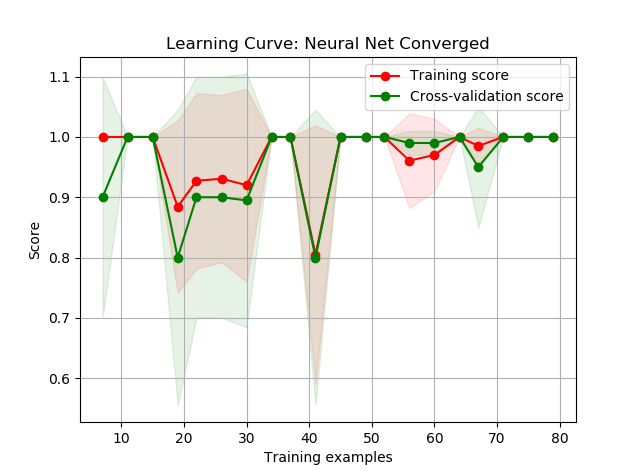 Learning Curve: Neural Net Converged
Training score
Cross-validation score
1.1
1.0
0.9
0.8
0.7
0.6
Score
10 20 30 40 50 60 70 80
Training examples